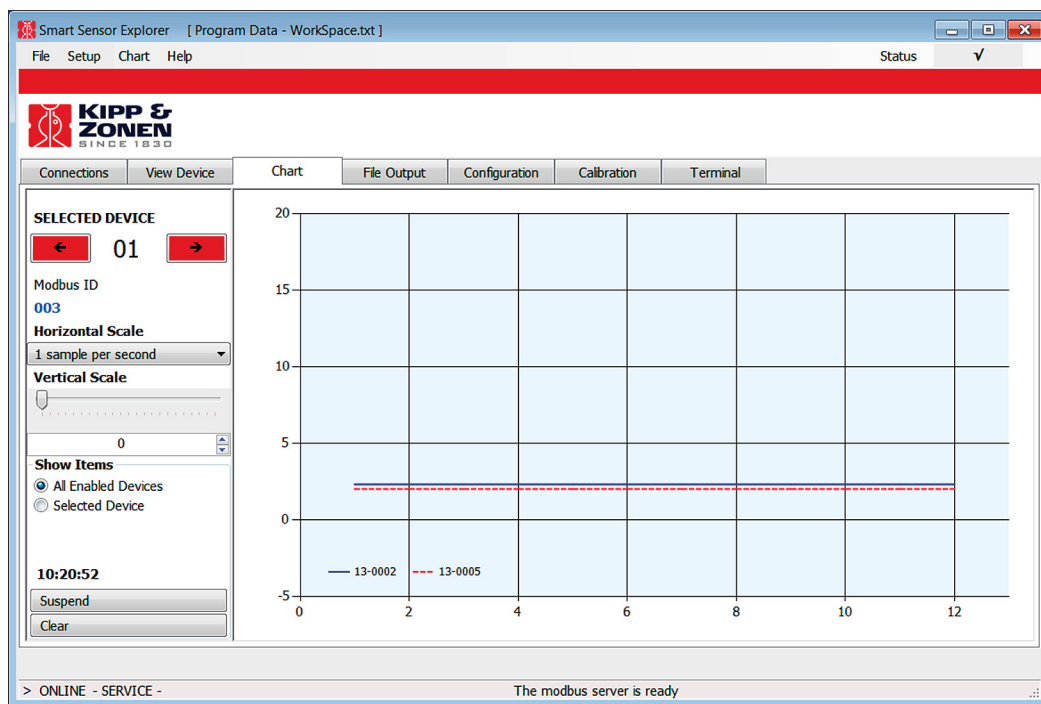 Smart Sensor Explorer [ Program Data - WorkSpace.txt ]
File Setup Chart Help Status √
KIPP &
ZONEN
SINCE 1830
Connections View Device Chart File Output Configuration Calibration Terminal
SELECTED DEVICE
01
Modbus ID
003
Horizontal Scale
1 sample per second
Vertical Scale
0
Show Items
All Enabled Devices
Selected Device
10:20:52
Suspend
Clear
20
15
10
5
0
-5
13-0002 13-0005
0 2 4 6 8 10 12
> ONLINE - SERVICE - The modbus server is ready